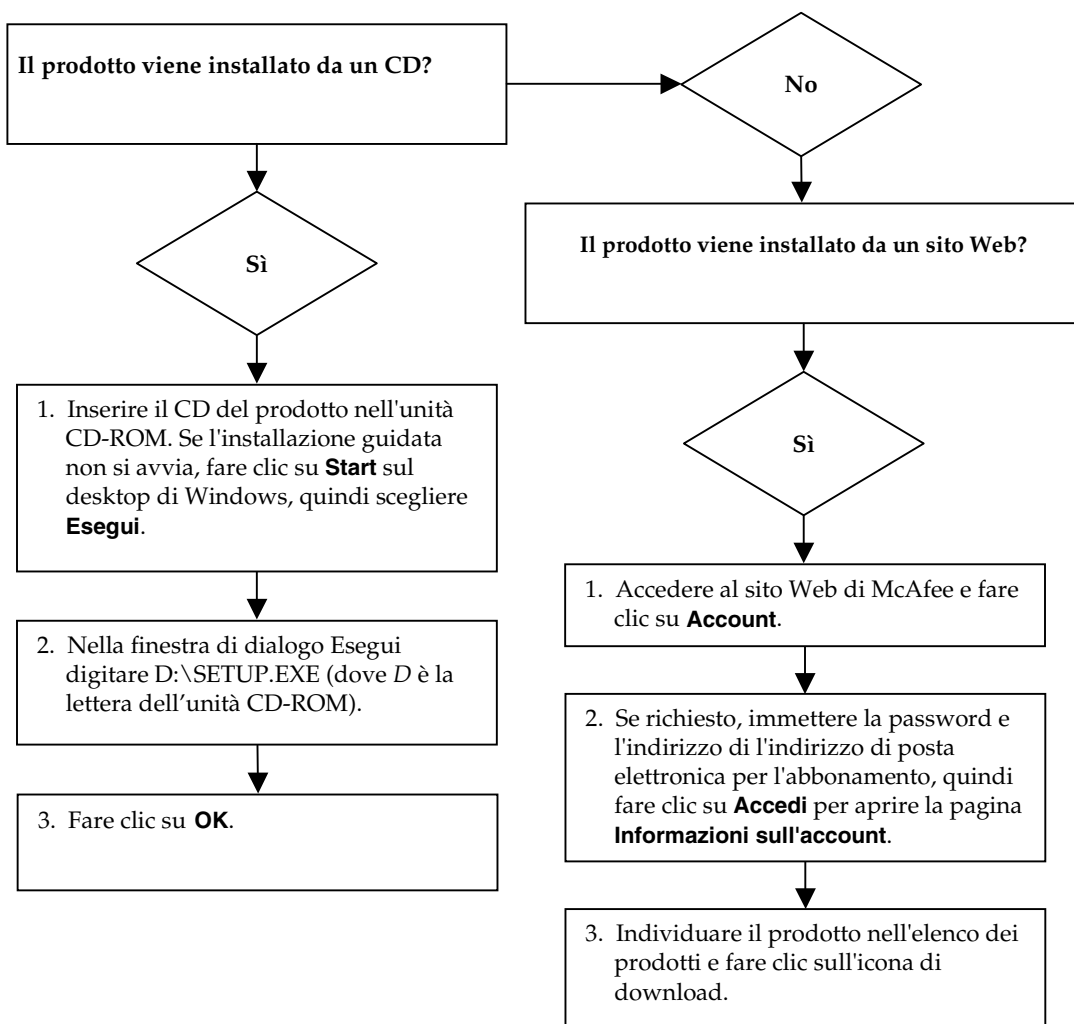 Il prodotto viene installato da un CD?
No
Sì
Il prodotto viene installato da un sito Web?
Sì
1. Inserire il CD del prodotto nell'unità
CD-ROM. Se l'installazione guidata
non si avvia, fare clic su Start sul
desktop di Windows, quindi scegliere
Esegui.
2. Nella finestra di dialogo Esegui
digitare D:\SETUP.EXE (dove D è la
lettera dell’unità CD-ROM).
3. Fare clic su OK.
1. Accedere al sito Web di McAfee e fare
clic su Account.
2. Se richiesto, immettere la password e
l'indirizzo di l'indirizzo di posta
elettronica per l'abbonamento, quindi
fare clic su Accedi per aprire la pagina
Informazioni sull'account.
3. Individuare il prodotto nell'elenco dei
prodotti e fare clic sull'icona di
download.